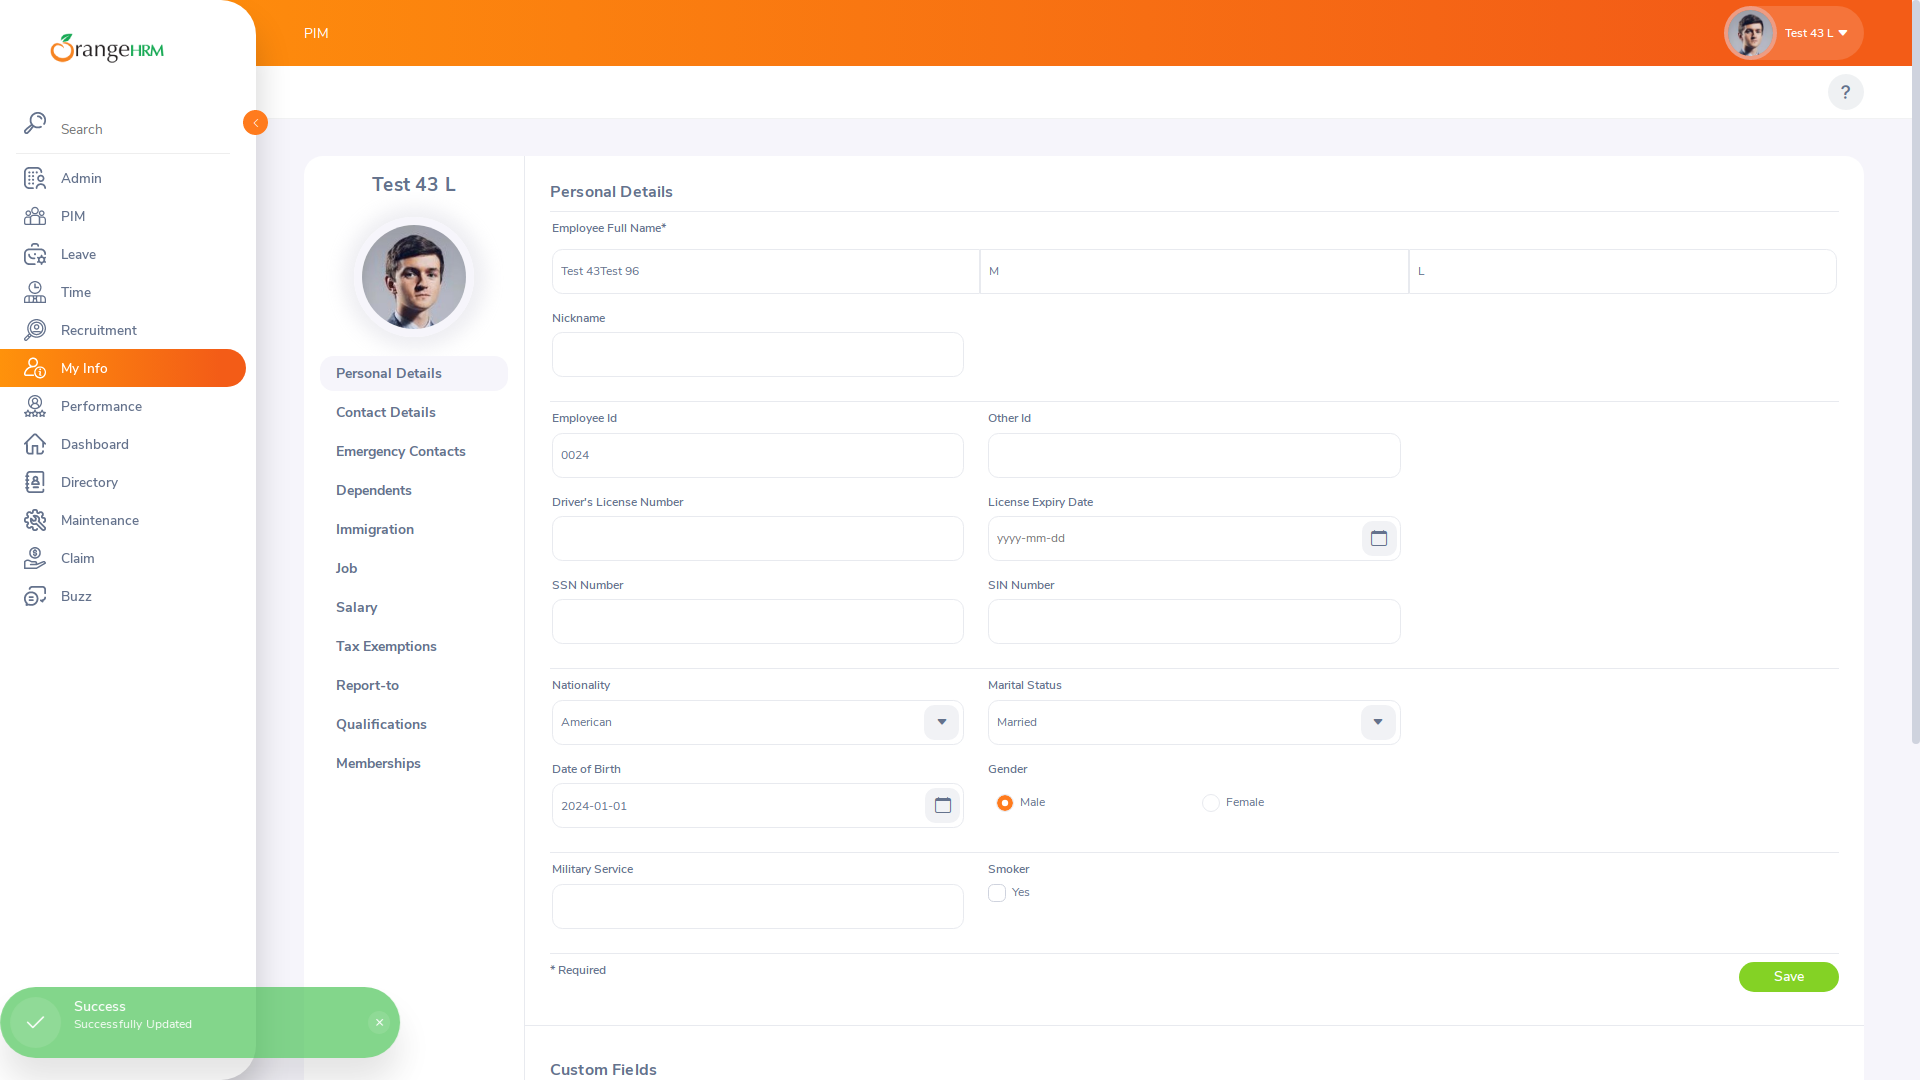 OrangeHRM
Search
Admin
PIM
Leave
Time
Recruitment
My Info
Performance
Dashboard
Directory
Maintenance
Claim
Buzz
PIM
Test 43 L
?
Test 43 L
Personal Details
Contact Details
Emergency Contacts
Dependents
Immigration
Job
Salary
Tax Exemptions
Report-to
Qualifications
Memberships
Personal Details
Employee Full Name*
Test 43Test 96 M L
Nickname
Employee Id Other Id
0024
Driver's License Number License Expiry Date
yyyy-mm-dd
SSN Number SIN Number
Nationality Marital Status
American Married
Date of Birth Gender
2024-01-01 Male Female
Military Service Smoker
Yes
* Required Save
Custom Fields
Success
Successfully Updated